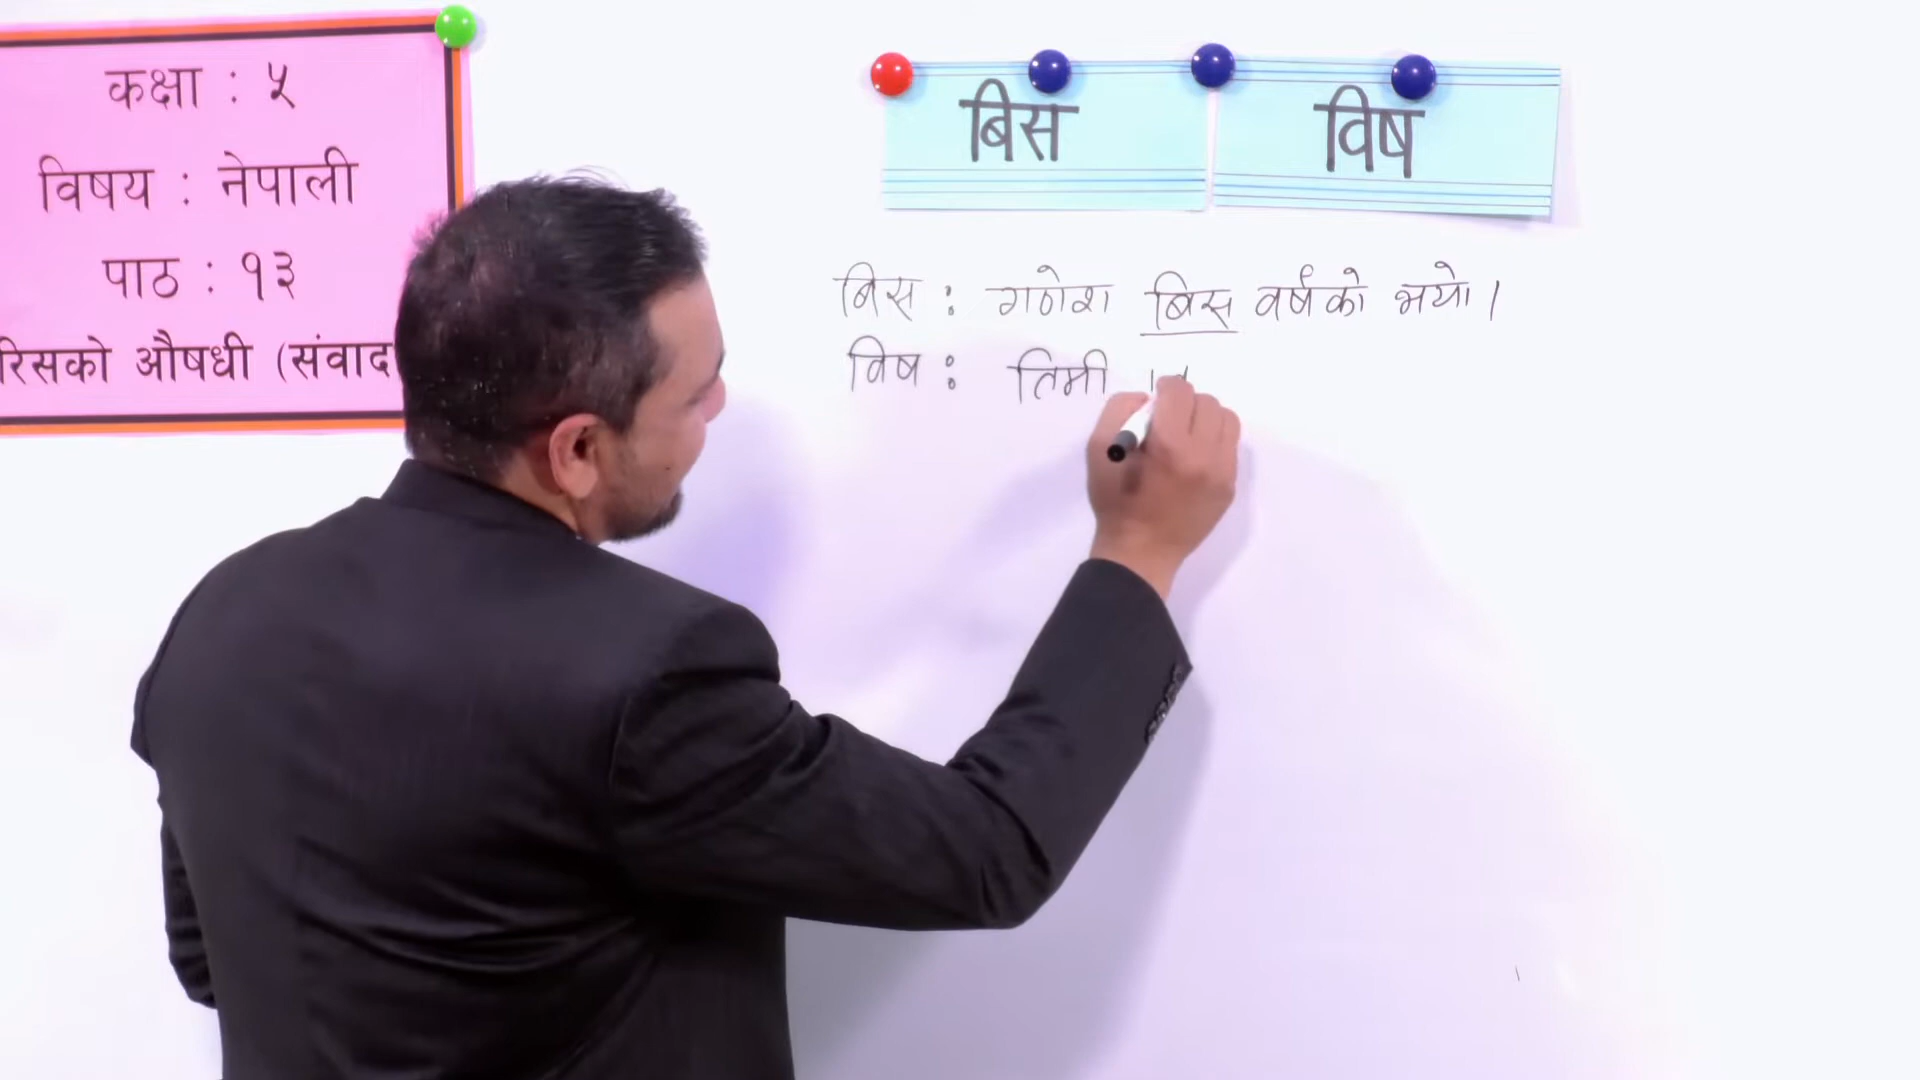 कक्षा : ५
विषय : नेपाली
पाठ : १३
रिसको औषधी (संवाद
बिस
विष
बिस : गणेश बिस वर्षको भयो।
विष : तिमी